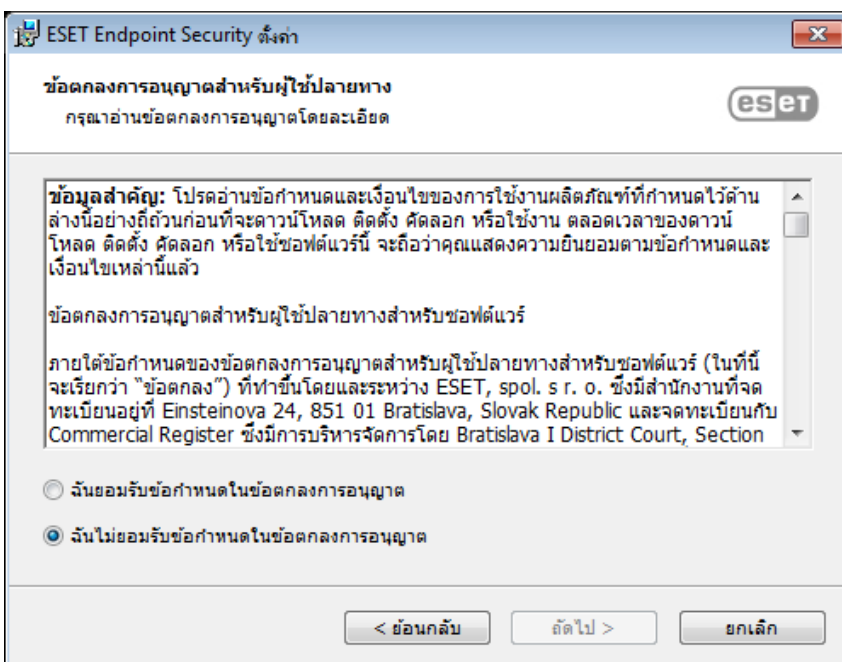 ESET Endpoint Security ตั้งค่า
ข้อตกลงการอนุญาตสำหรับผู้ใช้ปลายทาง
กรุณาอ่านข้อตกลงการอนุญาตโดยละเอียด
eset
ข้อมูลสำคัญ: โปรดอ่านข้อกำหนดและเงื่อนไขของการใช้งานผลิตภัณฑ์ที่กำหนดไว้ด้าน
ล่างนี้อย่างถี่ถ้วนก่อนที่จะดาวน์โหลด ติดตั้ง คัดลอก หรือใช้งาน ตลอดเวลาของดาวน์
โหลด ติดตั้ง คัดลอก หรือใช้ซอฟต์แวร์นี้ จะถือว่าคุณแสดงความยินยอมตามข้อกำหนดและ
เงื่อนไขเหล่านี้แล้ว
ข้อตกลงการอนุญาตสำหรับผู้ใช้ปลายทางสำหรับซอฟต์แวร์
ภายใต้ข้อกำหนดของข้อตกลงการอนุญาตสำหรับผู้ใช้ปลายทางสำหรับซอฟต์แวร์ (ในที่นี้
จะเรียกว่า "ข้อตกลง") ที่ทำขึ้นโดยและระหว่าง ESET, spol. s r. o. ซึ่งมีสำนักงานที่จด
ทะเบียนอยู่ที่ Einsteinova 24, 851 01 Bratislava, Slovak Republic และจดทะเบียนกับ
Commercial Register ซึ่งมีการบริหารจัดการโดย Bratislava I District Court, Section
ฉันยอมรับข้อกำหนดในข้อตกลงการอนุญาต
ฉันไม่ยอมรับข้อกำหนดในข้อตกลงการอนุญาต
< ย้อนกลับ
ถัดไป >
ยกเลิก